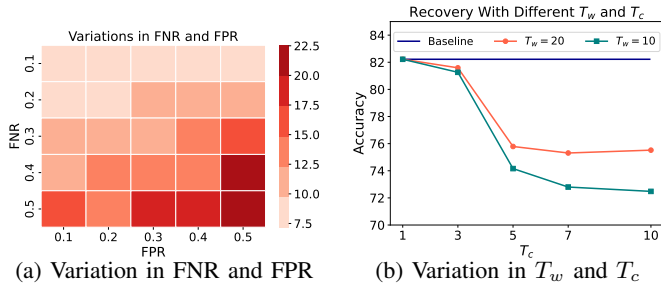 Variations in FNR and FPR
FNR
0.1
0.2
0.3
0.4
0.5
0.1 0.2 0.3 0.4 0.5
FPR
22.5
20.0
17.5
15.0
12.5
10.0
7.5
(a) Variation in FNR and FPR
Recovery With Different T_w and T_c
Baseline T_w = 20 T_w = 10
Accuracy
84
82
80
78
76
74
72
70
1 3 5 7 10
T_c
(b) Variation in T_w and T_c